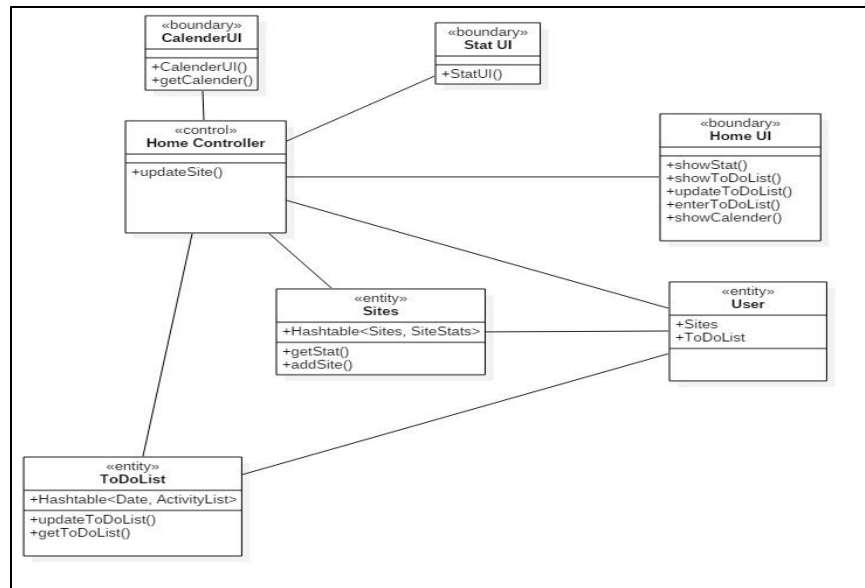 «boundary»
CalenderUI
+CalenderUI()
+getCalender()
«boundary»
Stat UI
+StatUI()
«control»
Home Controller
+updateSite()
«boundary»
Home UI
+showStat()
+showToDoList()
+updateToDoList()
+enterToDoList()
+showCalender()
«entity»
Sites
+Hashtable<Sites, SiteStats>
+getStat()
+addSite()
«entity»
User
+Sites
+ToDoList
«entity»
ToDoList
+Hashtable<Date, ActivityList>
+updateToDoList()
+getToDoList()